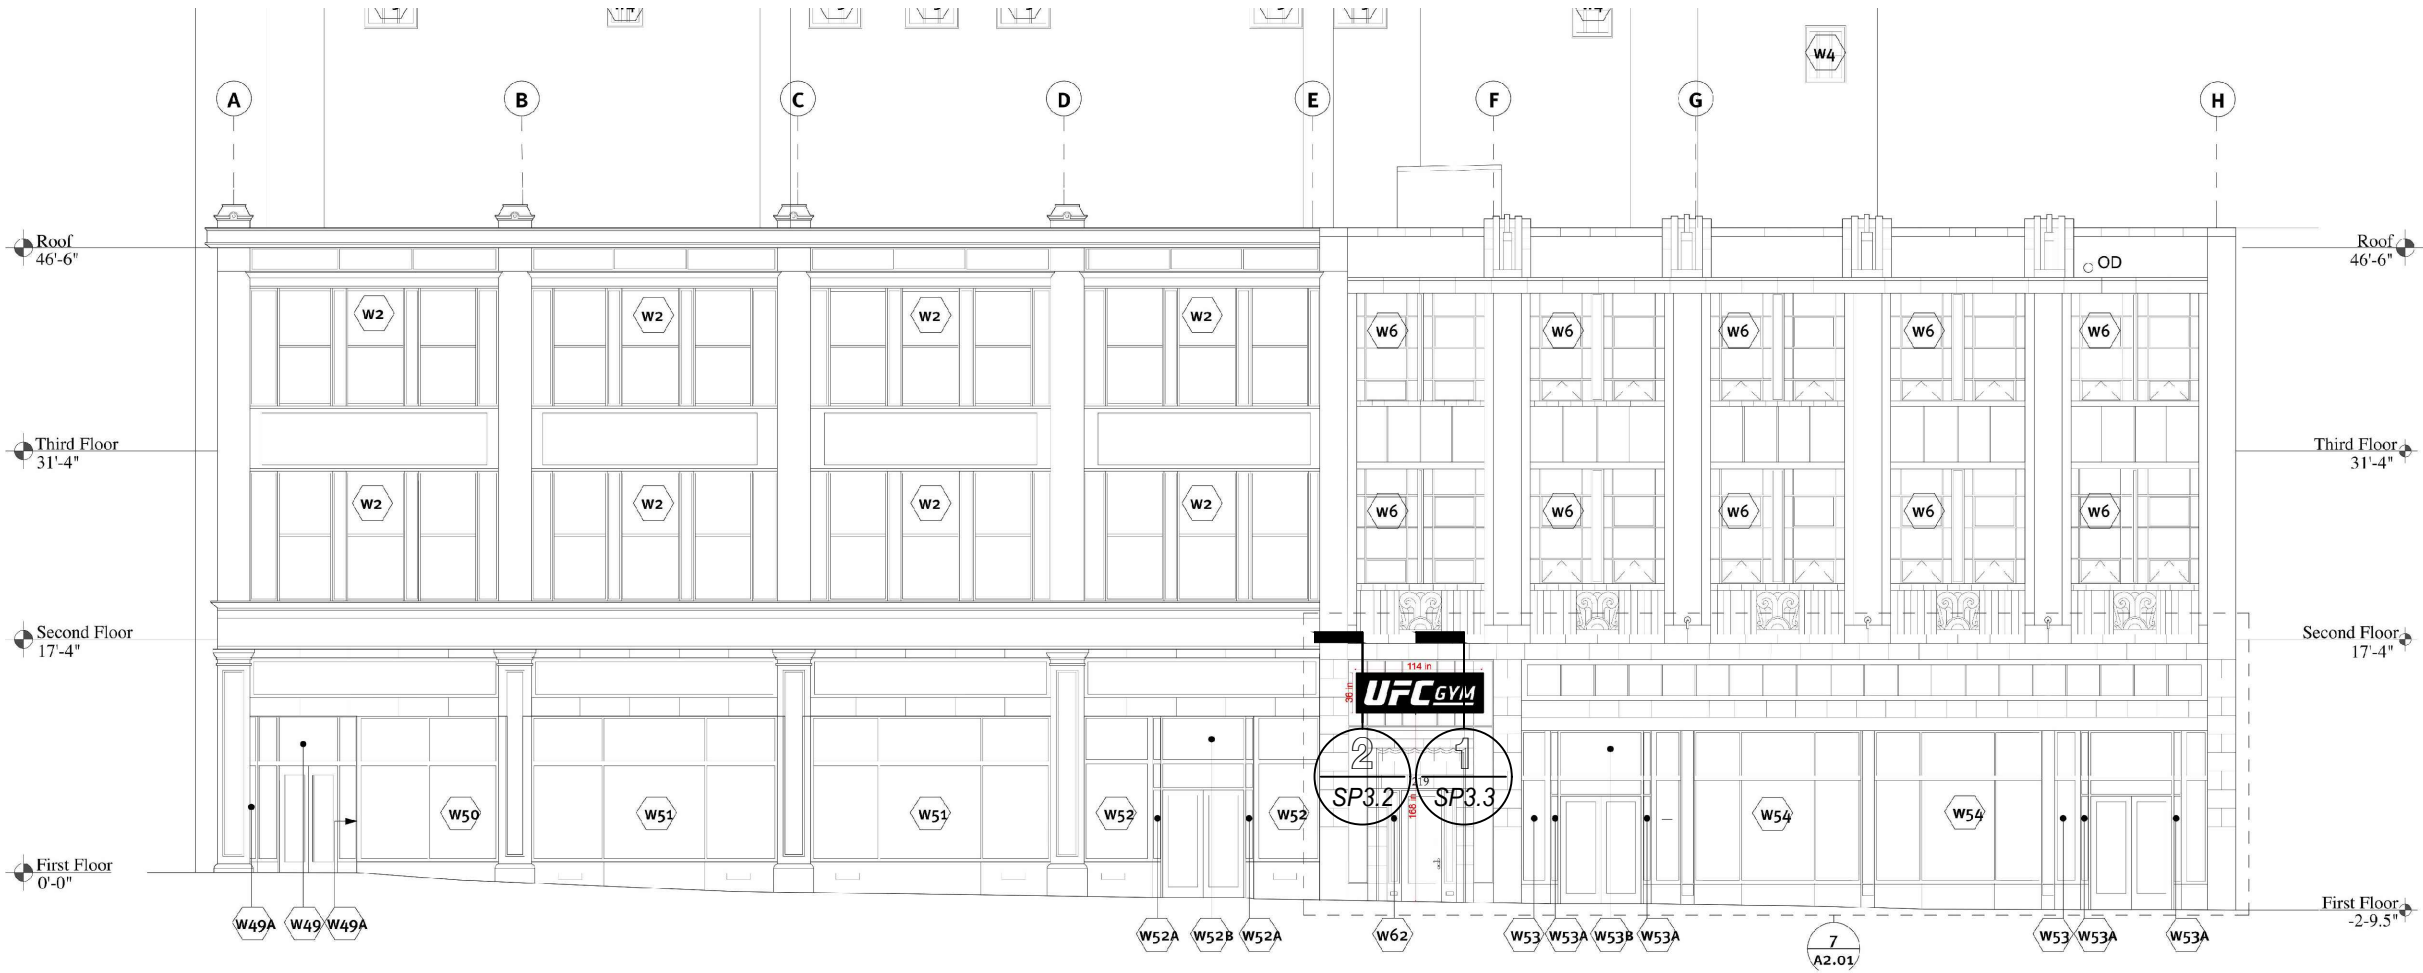 W4
A
B
C
D
E
F
G
H
Roof
46'-6"
Roof
46'-6"
OD
W2
W2
W2
W2
W6
W6
W6
W6
W6
Third Floor
31'-4"
Third Floor
31'-4"
W2
W2
W2
W2
W6
W6
W6
W6
W6
Second Floor
17'-4"
Second Floor
17'-4"
114 in
36 in
UFC GYM
2
SP3.2
1
SP3.3
219
168 in
W50
W51
W51
W52
W52
W54
W54
First Floor
0'-0"
First Floor
-2-9.5"
W49A
W49
W49A
W52A
W52B
W52A
W62
W53
W53A
W53B
W53A
W53
W53A
W53A
7
A2.01